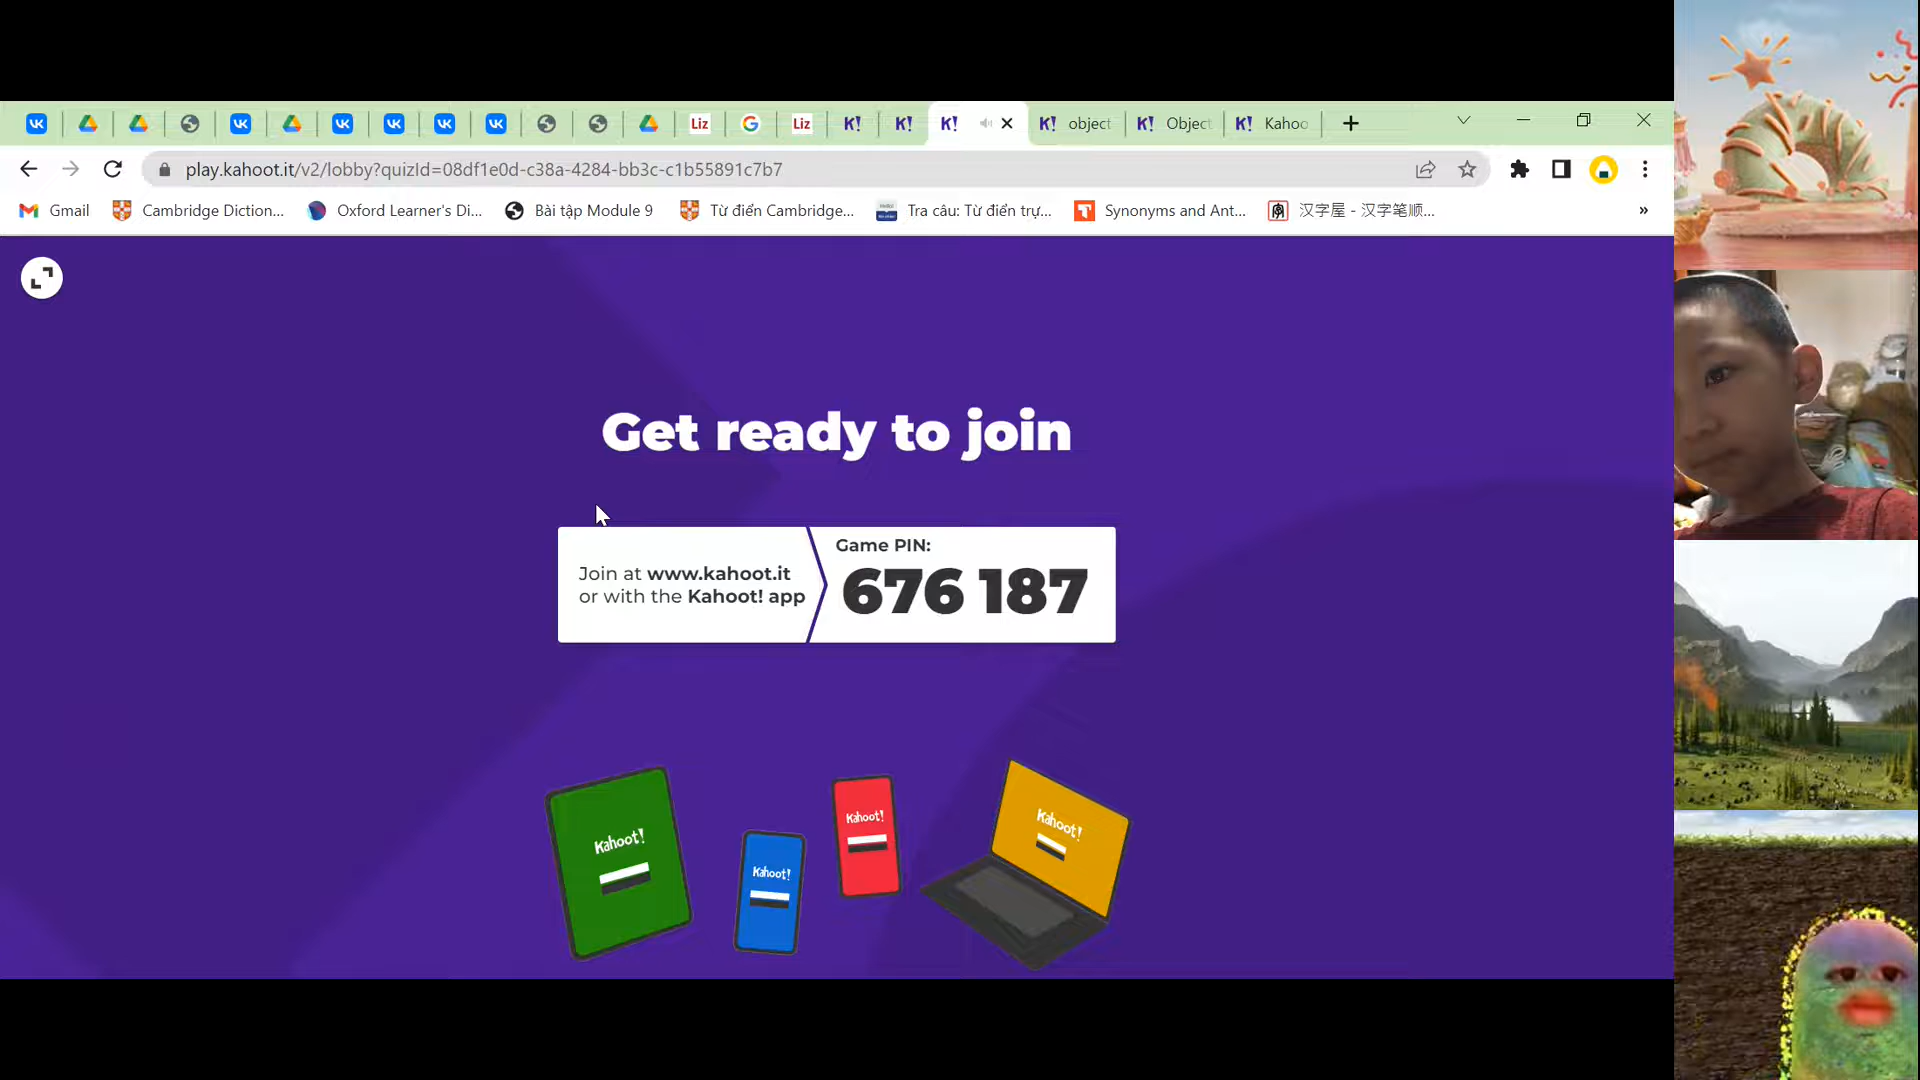 Liz
Liz
K!
K!
K!
K! object
K! Object
K! Kahoo
play.kahoot.it/v2/lobby?quizId=08df1e0d-c38a-4284-bb3c-c1b55891c7b7
Gmail
Cambridge Diction...
Oxford Learner's Di...
Bài tập Module 9
Từ điển Cambridge...
Tra câu: Từ điển trự...
Synonyms and Ant...
汉字屋 - 汉字笔顺...
»
Get ready to join
Join at www.kahoot.it
or with the Kahoot! app
Game PIN:
676 187
Kahoot!
Kahoot!
Kahoot!
Kahoot!